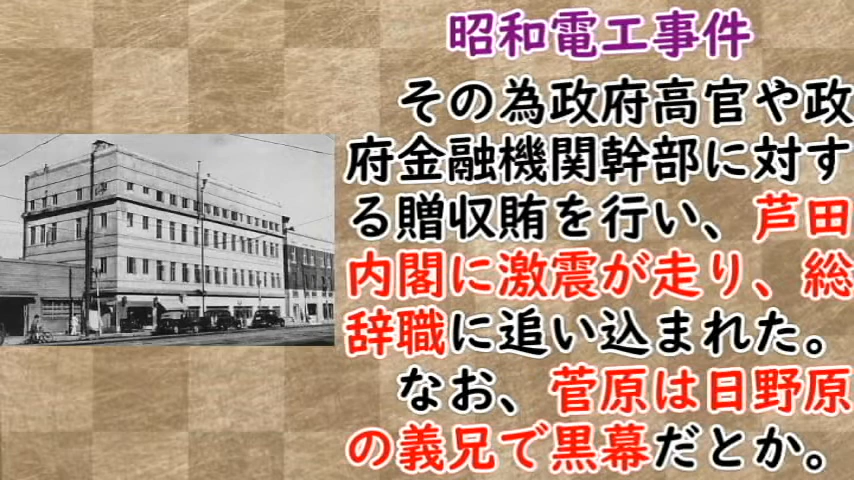 昭和電工事件
その為政府高官や政
府金融機関幹部に対す
る贈収賄を行い、芦田
内閣に激震が走り、総
辞職に追い込まれた。
なお、菅原は日野原
の義兄で黒幕だとか。